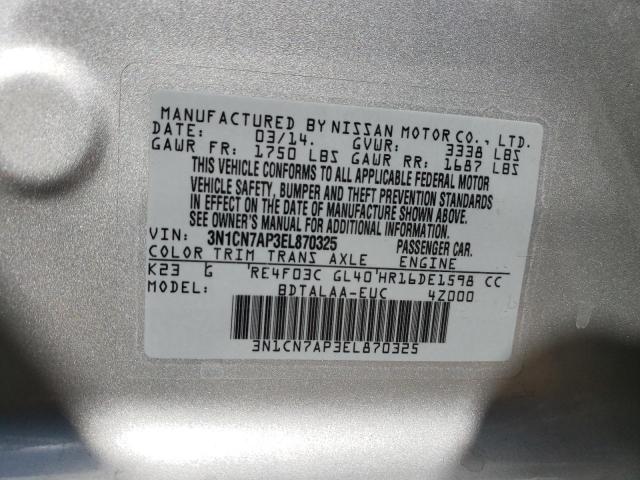 MANUFACTURED BY NISSAN MOTOR CO., LTD.
DATE: 03/14. GVWR: 3338 LBS
GAWR FR: 1750 LBS GAWR RR: 1687 LBS
THIS VEHICLE CONFORMS TO ALL APPLICABLE FEDERAL MOTOR
VEHICLE SAFETY, BUMPER AND THEFT PREVENTION STANDARDS
IN EFFECT ON THE DATE OF MANUFACTURE SHOWN ABOVE.
SEE OWNER'S MANUAL FOR ADDITIONAL INFORMATION.
VIN: 3N1CN7AP3EL870325 PASSENGER CAR.
COLOR TRIM TRANS AXLE ENGINE
K23 G RE4F03C GL40 HR16DE1598 CC
MODEL: BDTALAA-EUC 4Z000
3N1CN7AP3EL870325